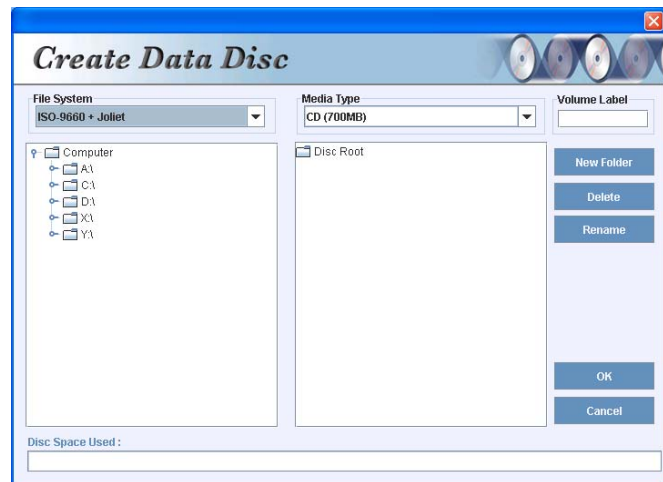 Create Data Disc
File System
ISO-9660 + Joliet
Media Type
CD (700MB)
Volume Label
Computer
A:\
C:\
D:\
X:\
Y:\
Disc Root
New Folder
Delete
Rename
OK
Cancel
Disc Space Used :